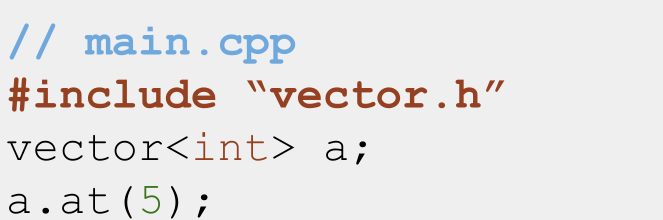 // main.cpp
#include “vector.h”
vector<int> a;
a.at(5);